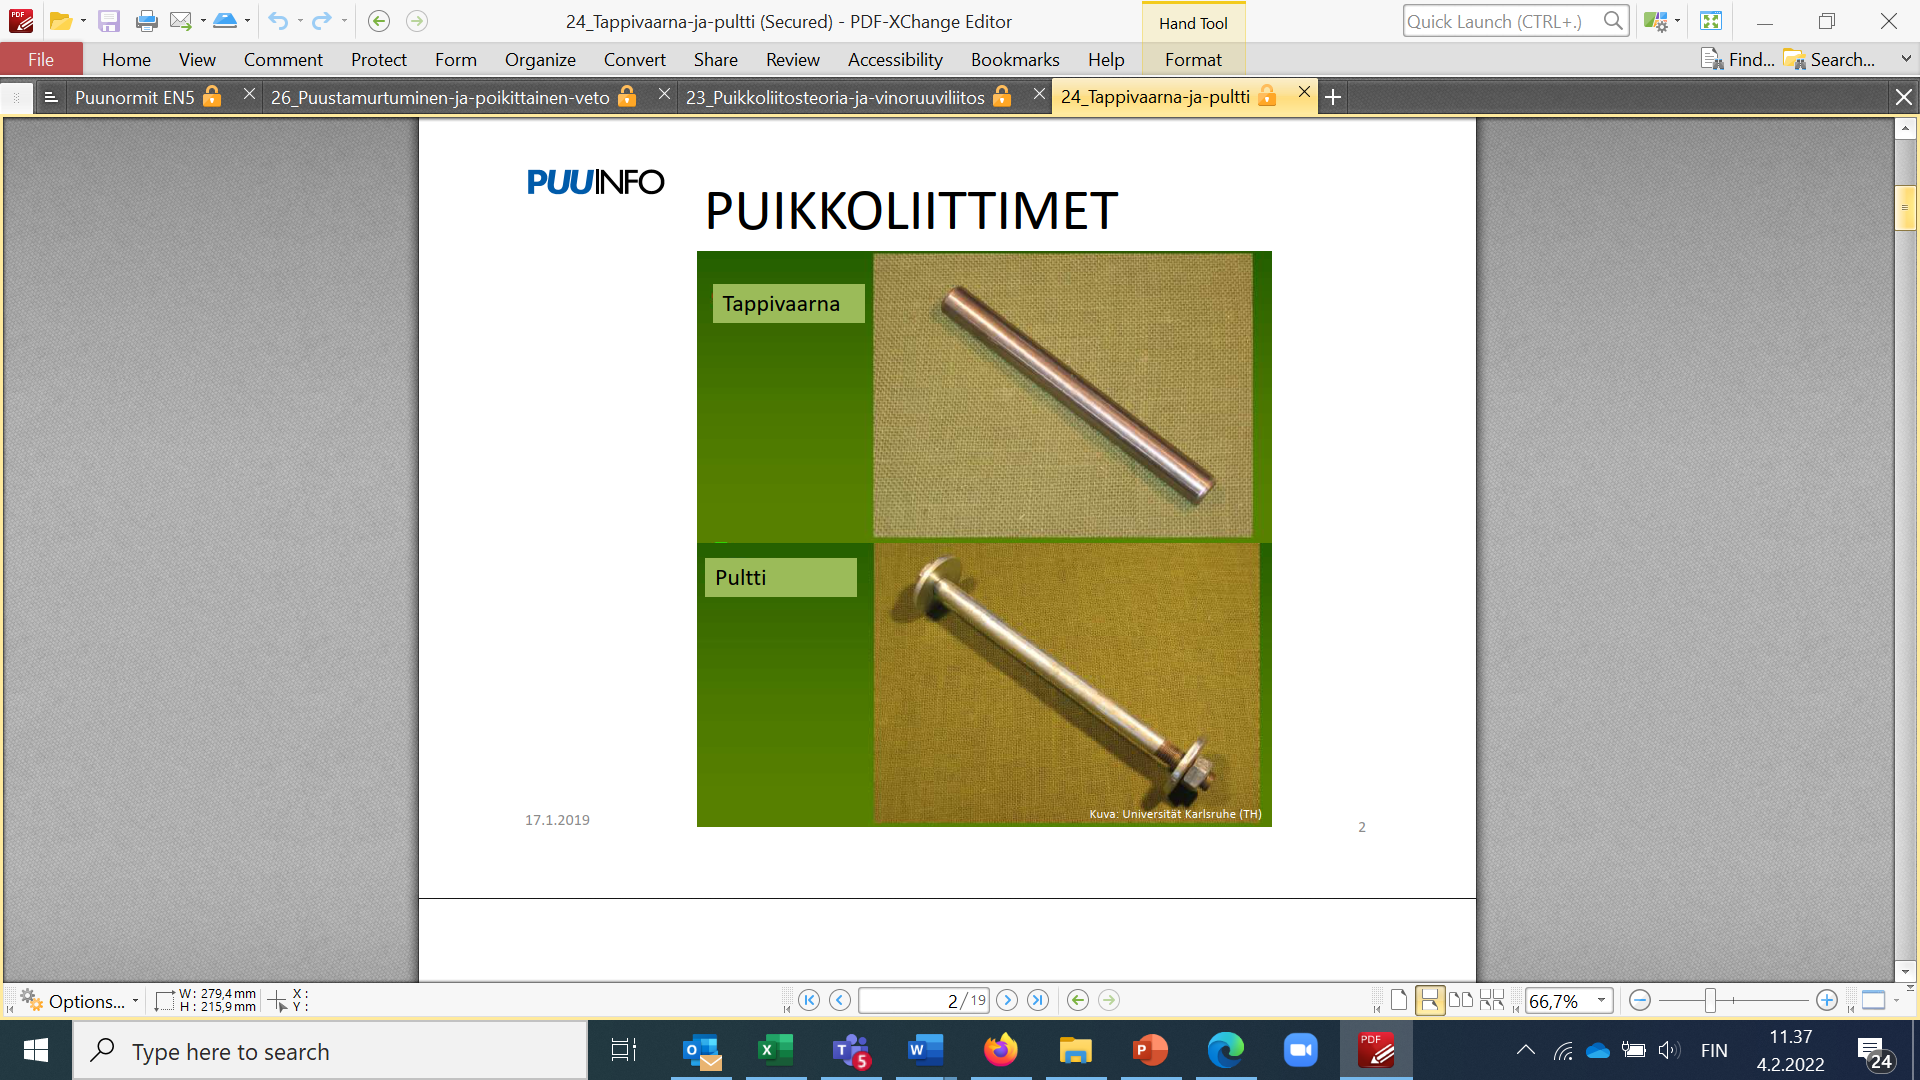 24_Tappivaarna-ja-pultti (Secured) - PDF-XChange Editor
Hand Tool
Quick Launch (CTRL+.)
File
Home
View
Comment
Protect
Form
Organize
Convert
Share
Review
Accessibility
Bookmarks
Help
Format
Find...
Search...
Puunormit EN5
26_Puustamurtuminen-ja-poikittainen-veto
23_Puikkoliitosteoria-ja-vinoruuviliitos
24_Tappivaarna-ja-pultti
PUUINFO
PUIKKOLIITTIMET
Tappivaarna
Pultti
Kuva: Universität Karlsruhe (TH)
17.1.2019
2
Options...
W: 279,4 mm
H: 215,9 mm
X:
Y:
2 / 19
66,7%
Type here to search
5
PDF
FIN
11.37
4.2.2022
24